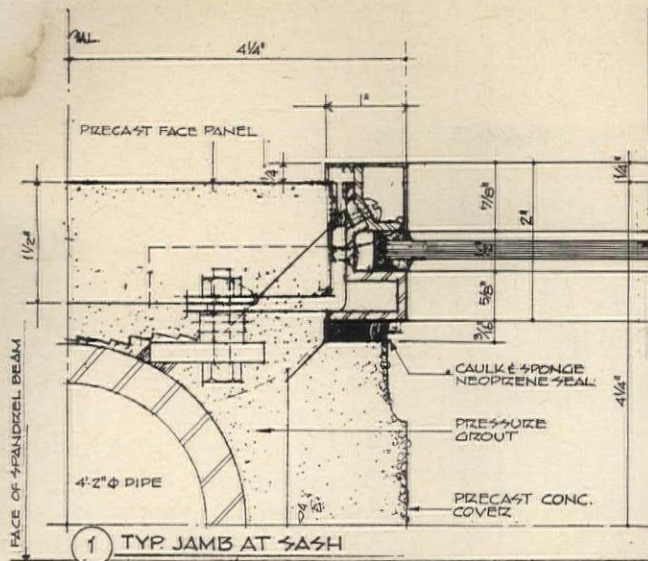 4¼"
1"
PRECAST FACE PANEL
¼
7/8"
¼"
2"
1½"
½"
5/8"
3/16
4¼"
CAULK & SPONGE
NEOPRENE SEAL
PRESSURE
GROUT
PRECAST CONC.
COVER
4'-2"Φ PIPE
FACE OF SPANDREL BEAM
1 TYP. JAMB AT SASH